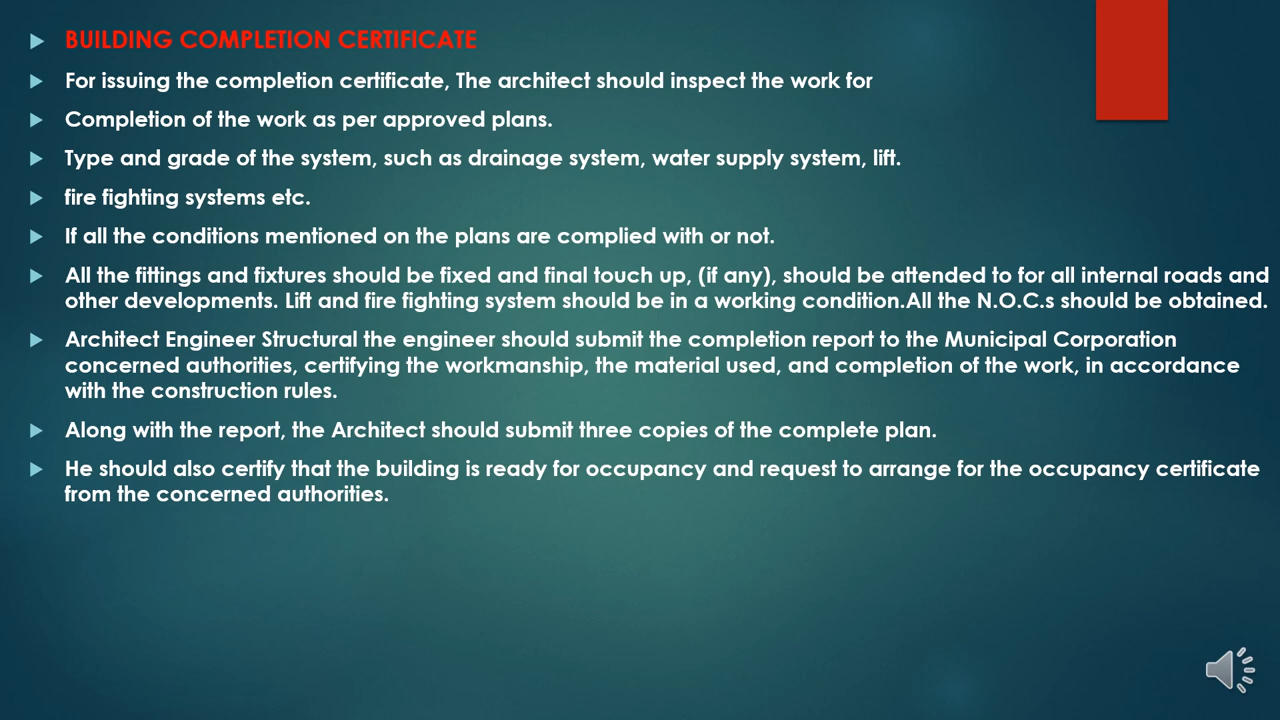 BUILDING COMPLETION CERTIFICATE
For issuing the completion certificate, The architect should inspect the work for
Completion of the work as per approved plans.
Type and grade of the system, such as drainage system, water supply system, lift.
fire fighting systems etc.
If all the conditions mentioned on the plans are complied with or not.
All the fittings and fixtures should be fixed and final touch up, (if any), should be attended to for all internal roads and
other developments. Lift and fire fighting system should be in a working condition.All the N.O.C.s should be obtained.
Architect Engineer Structural the engineer should submit the completion report to the Municipal Corporation
concerned authorities, certifying the workmanship, the material used, and completion of the work, in accordance
with the construction rules.
Along with the report, the Architect should submit three copies of the complete plan.
He should also certify that the building is ready for occupancy and request to arrange for the occupancy certificate
from the concerned authorities.